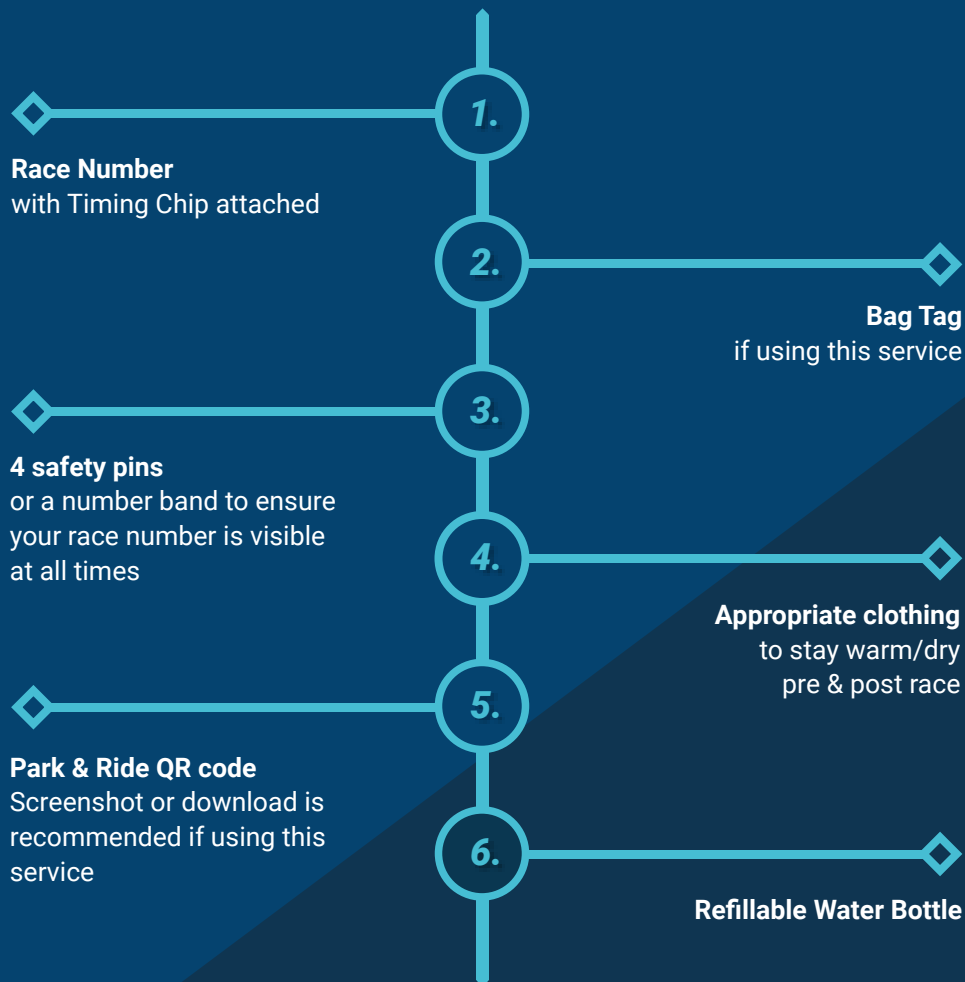 1.
Race Number
with Timing Chip attached
2.
Bag Tag
if using this service
3.
4 safety pins
or a number band to ensure
your race number is visible
at all times
4.
Appropriate clothing
to stay warm/dry
pre & post race
5.
Park & Ride QR code
Screenshot or download is
recommended if using this
service
6.
Refillable Water Bottle